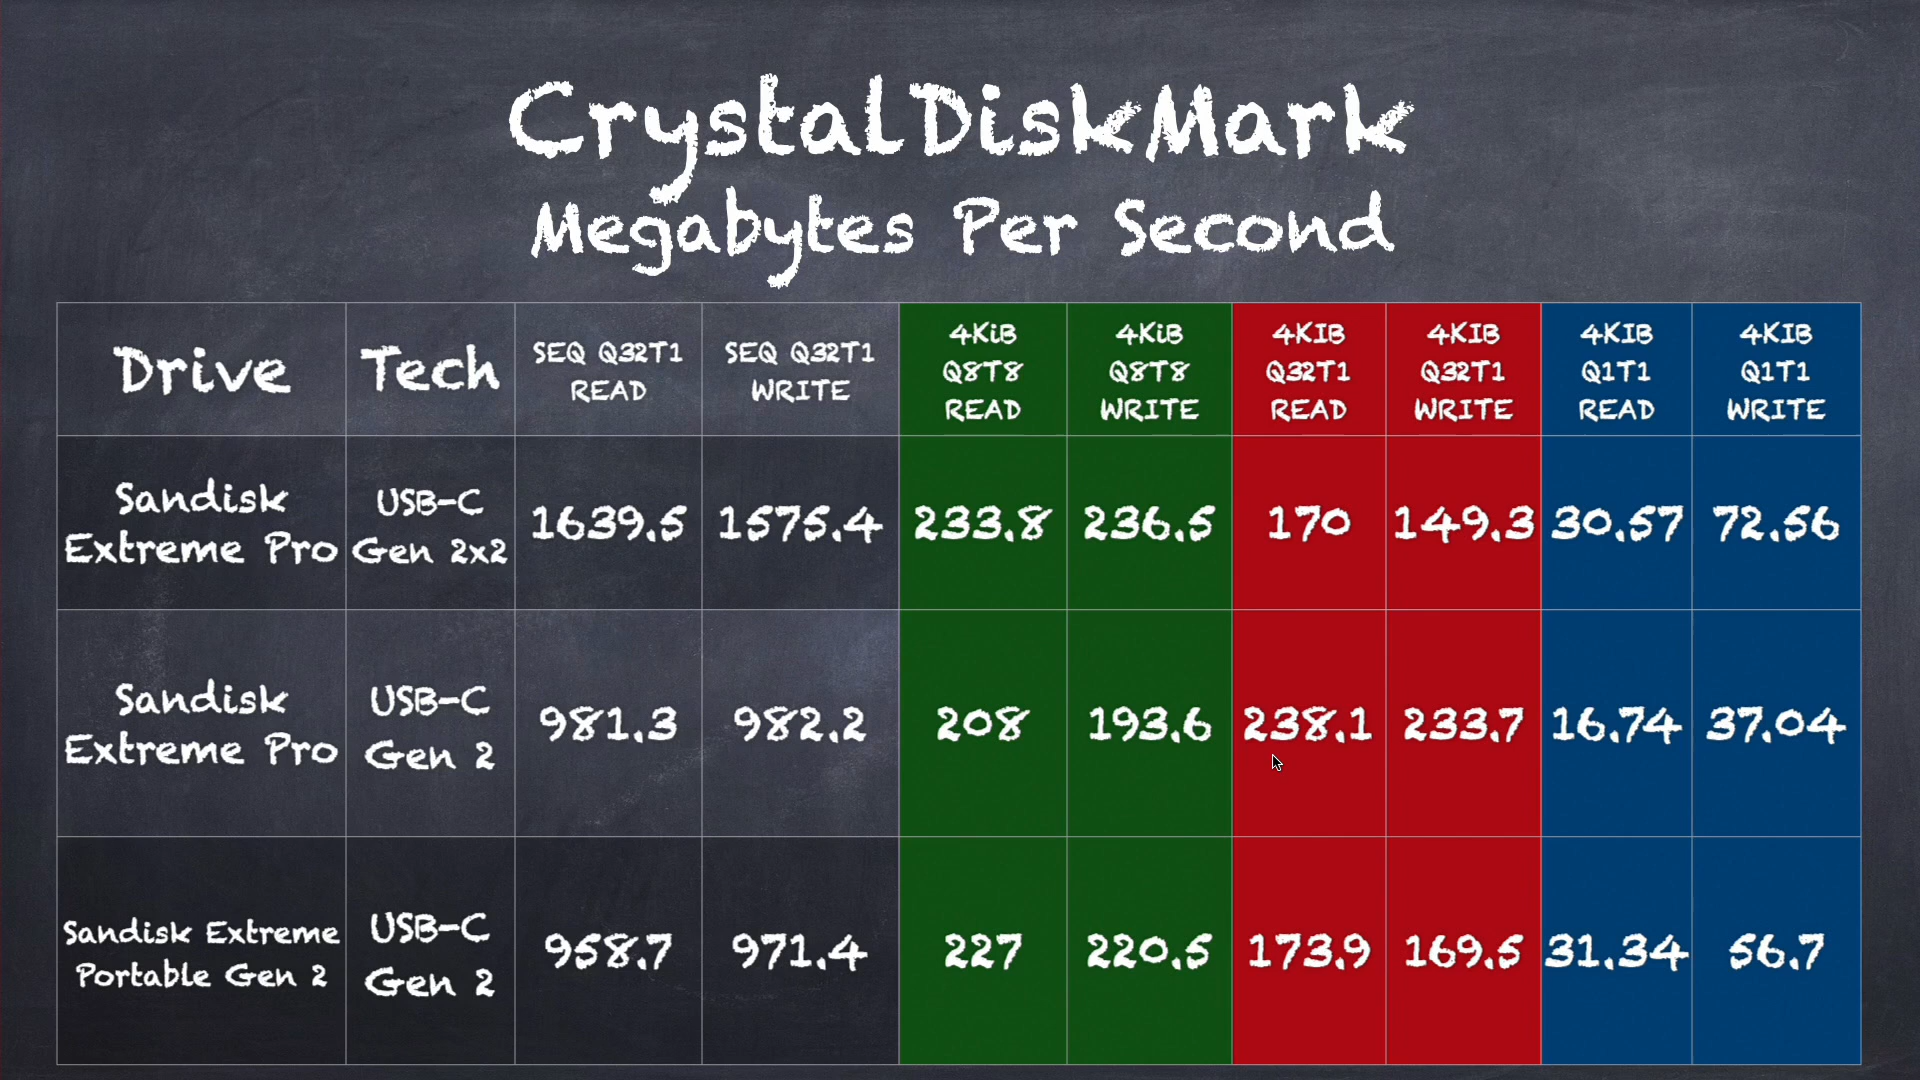 CrystalDiskMark
Megabytes Per Second
Drive
Tech
SEQ Q32T1
READ
SEQ Q32T1
WRITE
4KiB
Q8T8
READ
4KiB
Q8T8
WRITE
4KIB
Q32T1
READ
4KIB
Q32T1
WRITE
4KIB
Q1T1
READ
4KIB
Q1T1
WRITE
Sandisk
Extreme Pro
USB-C
Gen 2x2
1639.5
1575.4
233.8
236.5
170
149.3
30.57
72.56
Sandisk
Extreme Pro
USB-C
Gen 2
981.3
982.2
208
193.6
238.1
233.7
16.74
37.04
Sandisk Extreme
Portable Gen 2
USB-C
Gen 2
958.7
971.4
227
220.5
173.9
169.5
31.34
56.7